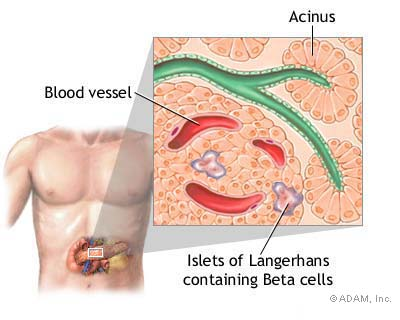 Acinus
Blood vessel
Islets of Langerhans
containing Beta cells
© ADAM, Inc.